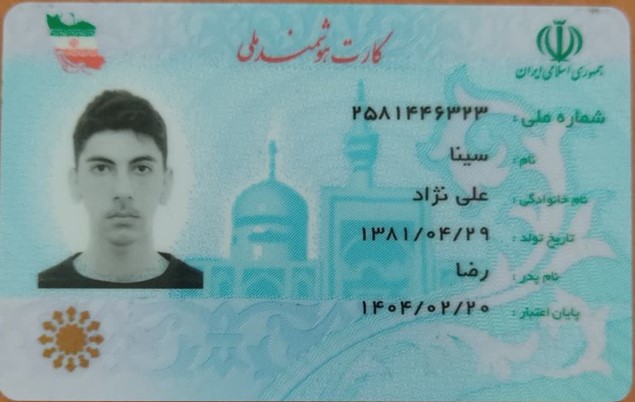 کارت هوشمند ملی
جمهوری اسلامی ایران
شماره ملی: ۲۵۸۱۴۴۶۳۲۳
نام: سینا
نام خانوادگی: علی نژاد
تاریخ تولد: ۱۳۸۱/۰۴/۲۹
نام پدر: رضا
پایان اعتبار: ۱۴۰۴/۰۲/۲۰